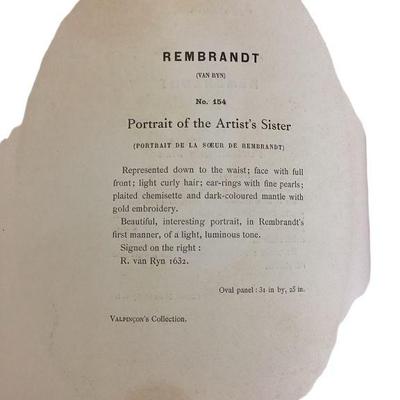 REMBRANDT
(VAN RYN)
No. 154
Portrait of the Artist's Sister
(PORTRAIT DE LA SŒUR DE REMBRANDT)
Represented down to the waist; face with full
front; light curly hair; ear-rings with fine pearls;
plaited chemisette and dark-coloured mantle with
gold embroidery.
Beautiful, interesting portrait, in Rembrandt's
first manner, of a light, luminous tone.
Signed on the right:
R. van Ryn 1632.
Oval panel: 31 in by, 25 in.
VALPINÇON's Collection.